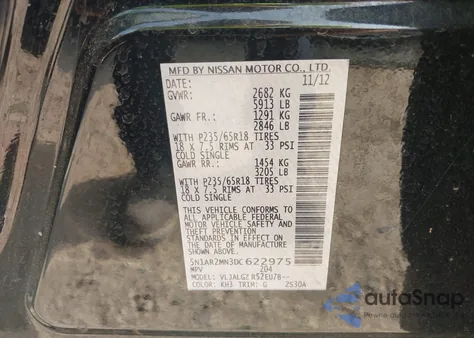 MFD BY NISSAN MOTOR CO., LTD.
DATE: 11/12
GVWR: 2682 KG
5913 LB
GAWR FR.: 1291 KG
2846 LB
WITH P235/65R18 TIRES
18 X 7.5 RIMS AT 33 PSI
COLD SINGLE
GAWR RR.: 1454 KG
3205 LB
WITH P235/65R18 TIRES
18 X 7.5 RIMS AT 33 PSI
COLD SINGLE
THIS VEHICLE CONFORMS TO
ALL APPLICABLE FEDERAL
MOTOR VEHICLE SAFETY
AND THEFT PREVENTION
STANDARDS IN EFFECT ON
THE DATE OF MANUFACTURE
SHOWN ABOVE.
5N1AR2MN3DC622975
MPV 204
MODEL: VLJALGZ R52EUZB--
COLOR: KH3 TRIM: G ZS30A
autoSnap